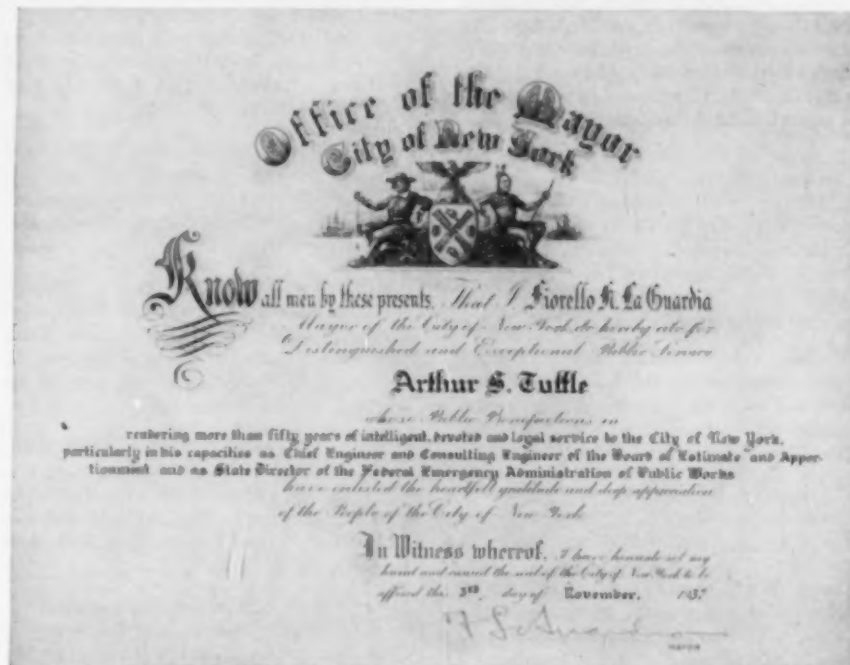 Office of the Mayor
City of New York
Know all men by these presents, That I, Fiorello H. La Guardia
Mayor of the City of New York do hereby cite for
Distinguished and Exceptional Public Service
Arthur S. Tuttle
whose Public Benefactions in
rendering more than fifty years of intelligent, devoted and loyal service to the City of New York,
particularly in his capacities as Chief Engineer and Consulting Engineer of the Board of Estimate and Appor-
tionment and as State Director of the Federal Emergency Administration of Public Works
have enlisted the heartfelt gratitude and deep appreciation
of the People of the City of New York
In Witness whereof, I have hereunto set my
hand and caused the seal of the City of New York to be
affixed the 3rd. day of November, 1937
F La Guardia
MAYOR